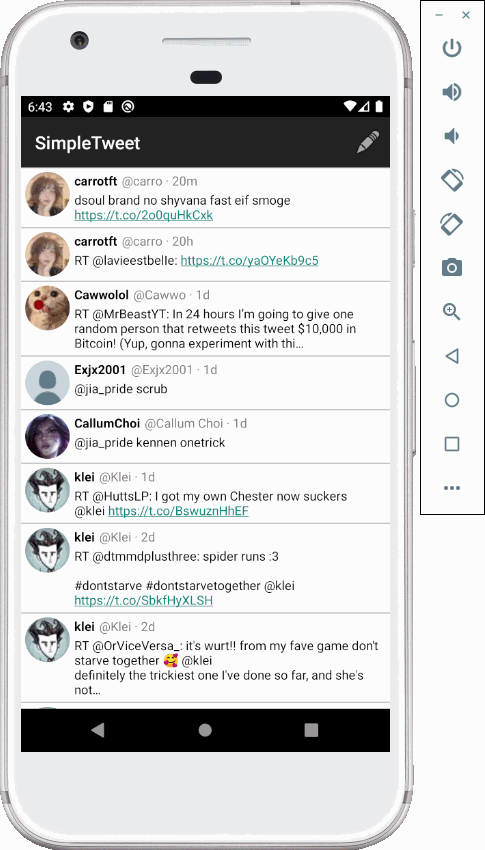 6:43
SimpleTweet
carrotft @carro · 20m
dsoul brand no shyvana fast eif smoge
https://t.co/2o0quHkCxk
carrotft @carro · 20h
RT @lavieestbelle: https://t.co/yaOYeKb9c5
Cawwolol @Cawwo · 1d
RT @MrBeastYT: In 24 hours I'm going to give one
random person that retweets this tweet $10,000 in
Bitcoin! (Yup, gonna experiment with thi…
Exjx2001 @Exjx2001 · 1d
@jia_pride scrub
CallumChoi @Callum Choi · 1d
@jia_pride kennen onetrick
klei @Klei · 1d
RT @HuttsLP: I got my own Chester now suckers
@klei https://t.co/BswuznHhEF
klei @Klei · 2d
RT @dtmmdplusthree: spider runs :3
#dontstarve #dontstarvetogether @klei
https://t.co/SbkfHyXLSH
klei @Klei · 2d
RT @OrViceVersa_: it's wurt!! from my fave game don't
starve together 🥰 @klei
definitely the trickiest one I've done so far, and she's
not…